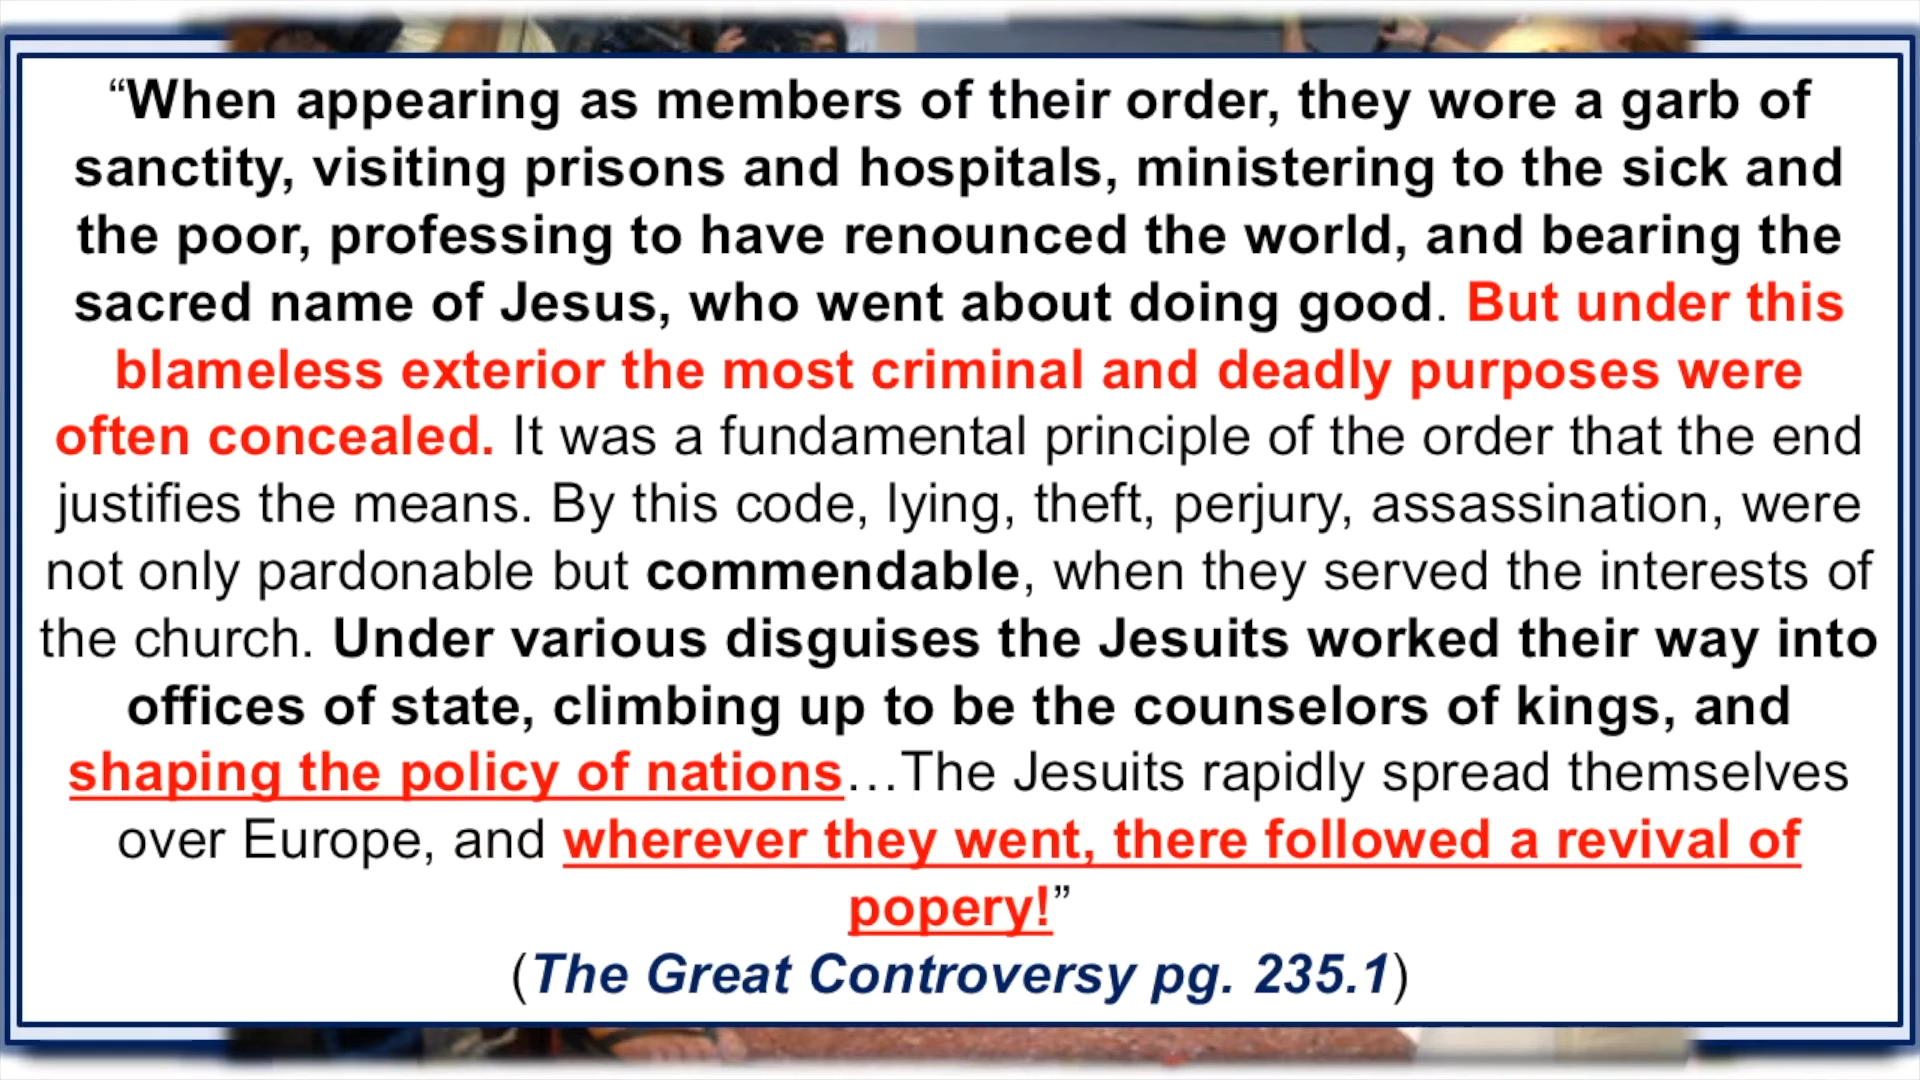 “When appearing as members of their order, they wore a garb of
sanctity, visiting prisons and hospitals, ministering to the sick and
the poor, professing to have renounced the world, and bearing the
sacred name of Jesus, who went about doing good. But under this
blameless exterior the most criminal and deadly purposes were
often concealed. It was a fundamental principle of the order that the end
justifies the means. By this code, lying, theft, perjury, assassination, were
not only pardonable but commendable, when they served the interests of
the church. Under various disguises the Jesuits worked their way into
offices of state, climbing up to be the counselors of kings, and
shaping the policy of nations…The Jesuits rapidly spread themselves
over Europe, and wherever they went, there followed a revival of
popery!”
(The Great Controversy pg. 235.1)